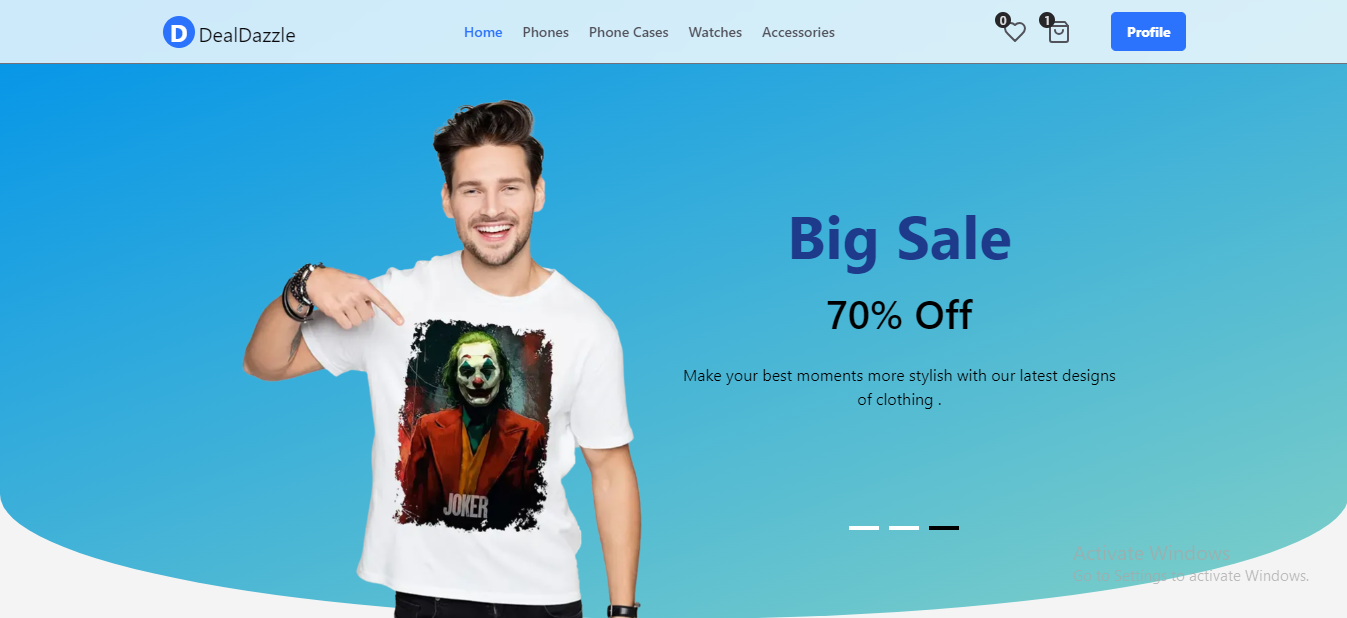 D DealDazzle
Home Phones Phone Cases Watches Accessories
0 1
Profile
Big Sale
70% Off
Make your best moments more stylish with our latest designs
of clothing .
JOKER
Activate Windows
Go to Settings to activate Windows.